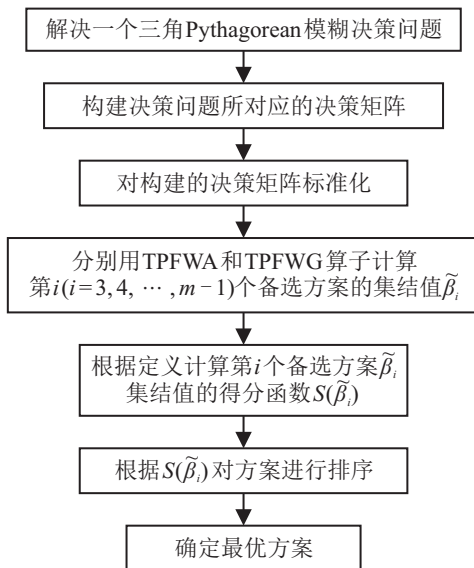 解决一个三角Pythagorean模糊决策问题
构建决策问题所对应的决策矩阵
对构建的决策矩阵标准化
分别用TPFWA和TPFWG算子计算
第i(i=3,4, ⋯, m−1)个备选方案的集结值β̃ᵢ
根据定义计算第i个备选方案β̃ᵢ
集结值的得分函数S(β̃ᵢ)
根据S(β̃ᵢ)对方案进行排序
确定最优方案